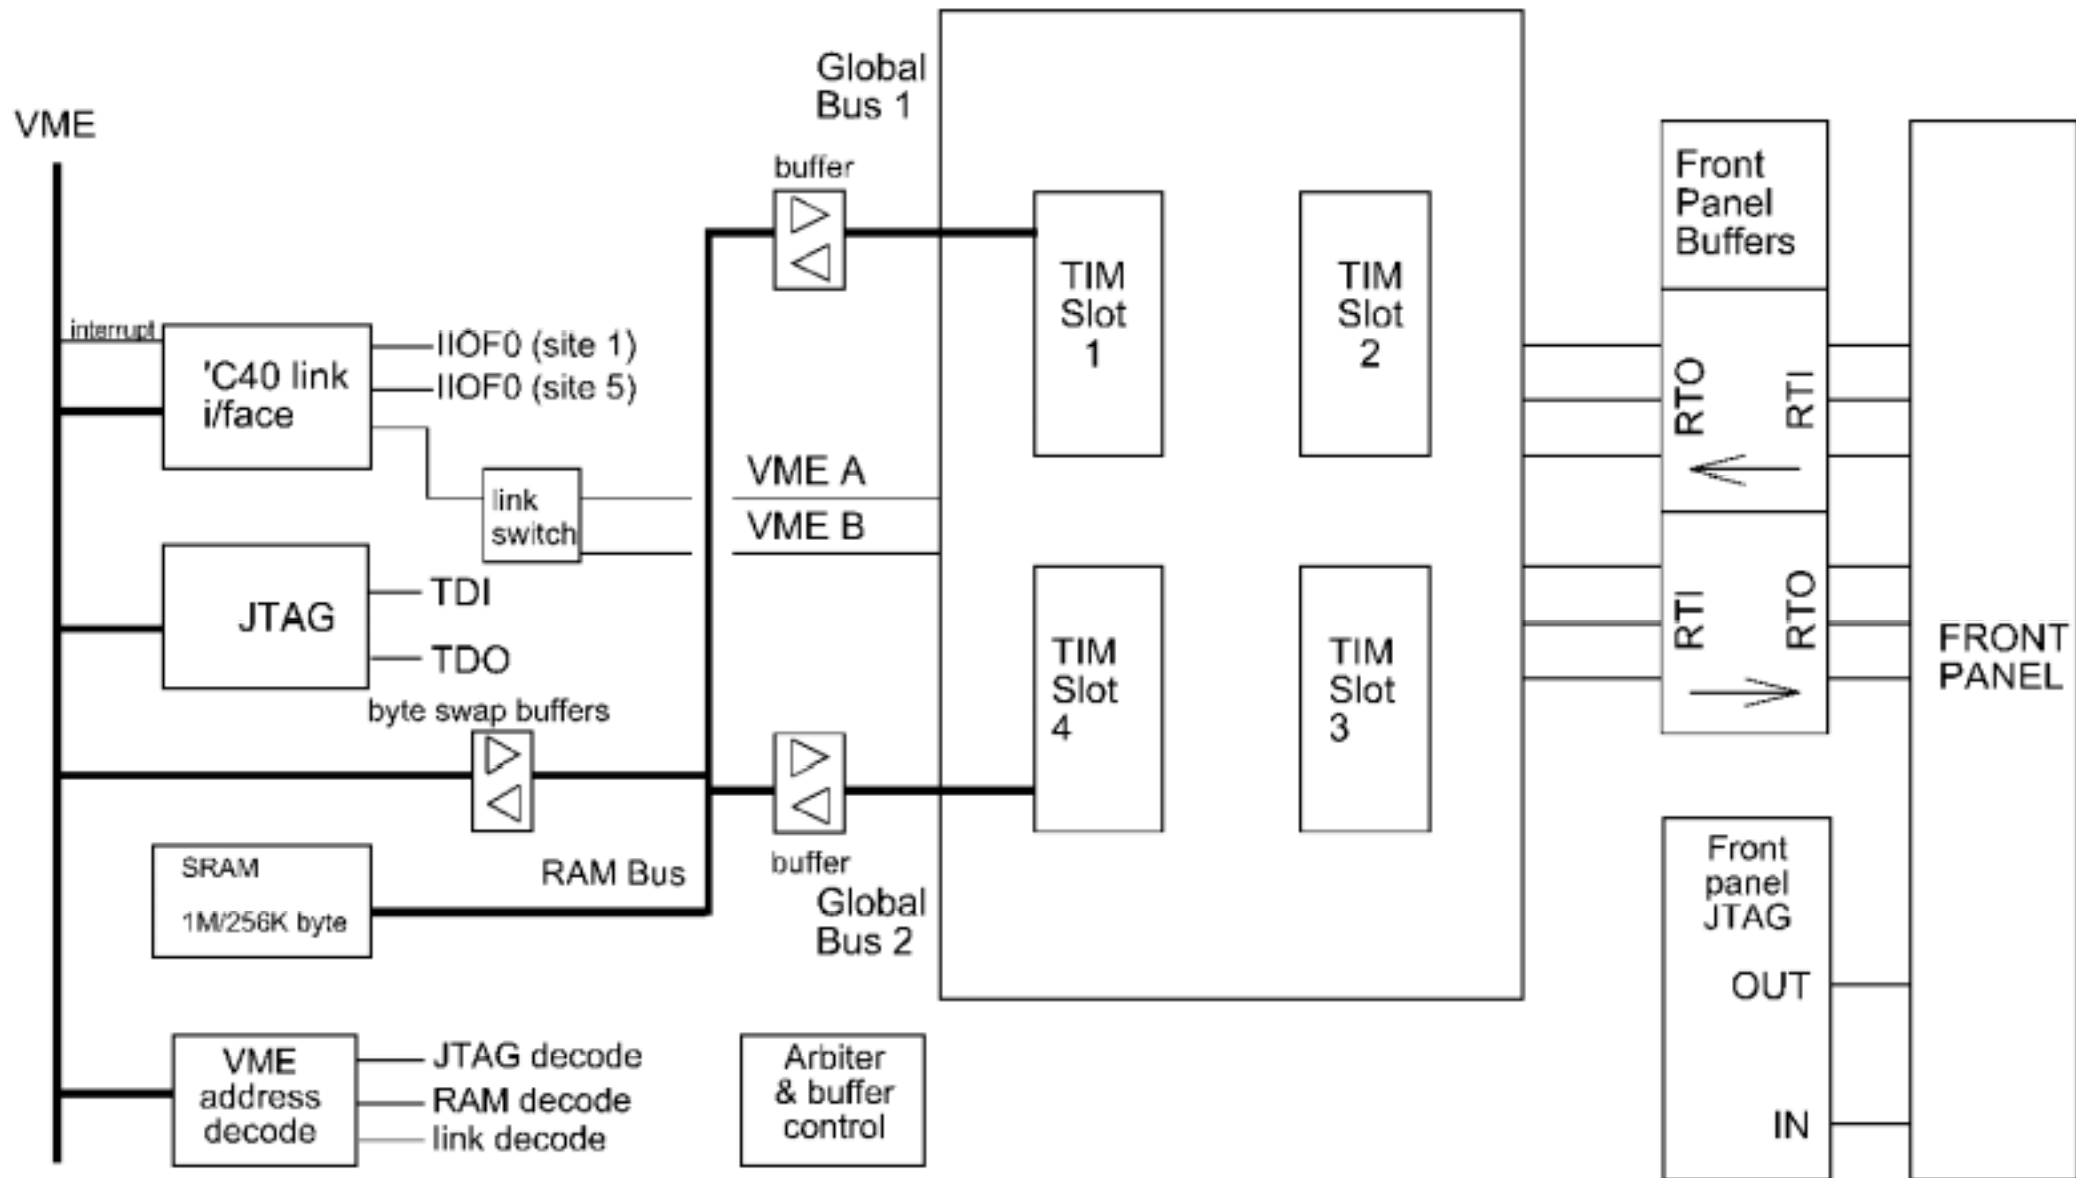 VME
Global
Bus 1
buffer
interrupt
'C40 link
i/face
IIOF0 (site 1)
IIOF0 (site 5)
link
switch
VME A
VME B
JTAG
TDI
TDO
byte swap buffers
SRAM
1M/256K byte
RAM Bus
buffer
Global
Bus 2
VME
address
decode
JTAG decode
RAM decode
link decode
Arbiter
& buffer
control
TIM
Slot
1
TIM
Slot
2
TIM
Slot
4
TIM
Slot
3
Front
Panel
Buffers
RTO
RTI
RTI
RTO
FRONT
PANEL
Front
panel
JTAG
OUT
IN